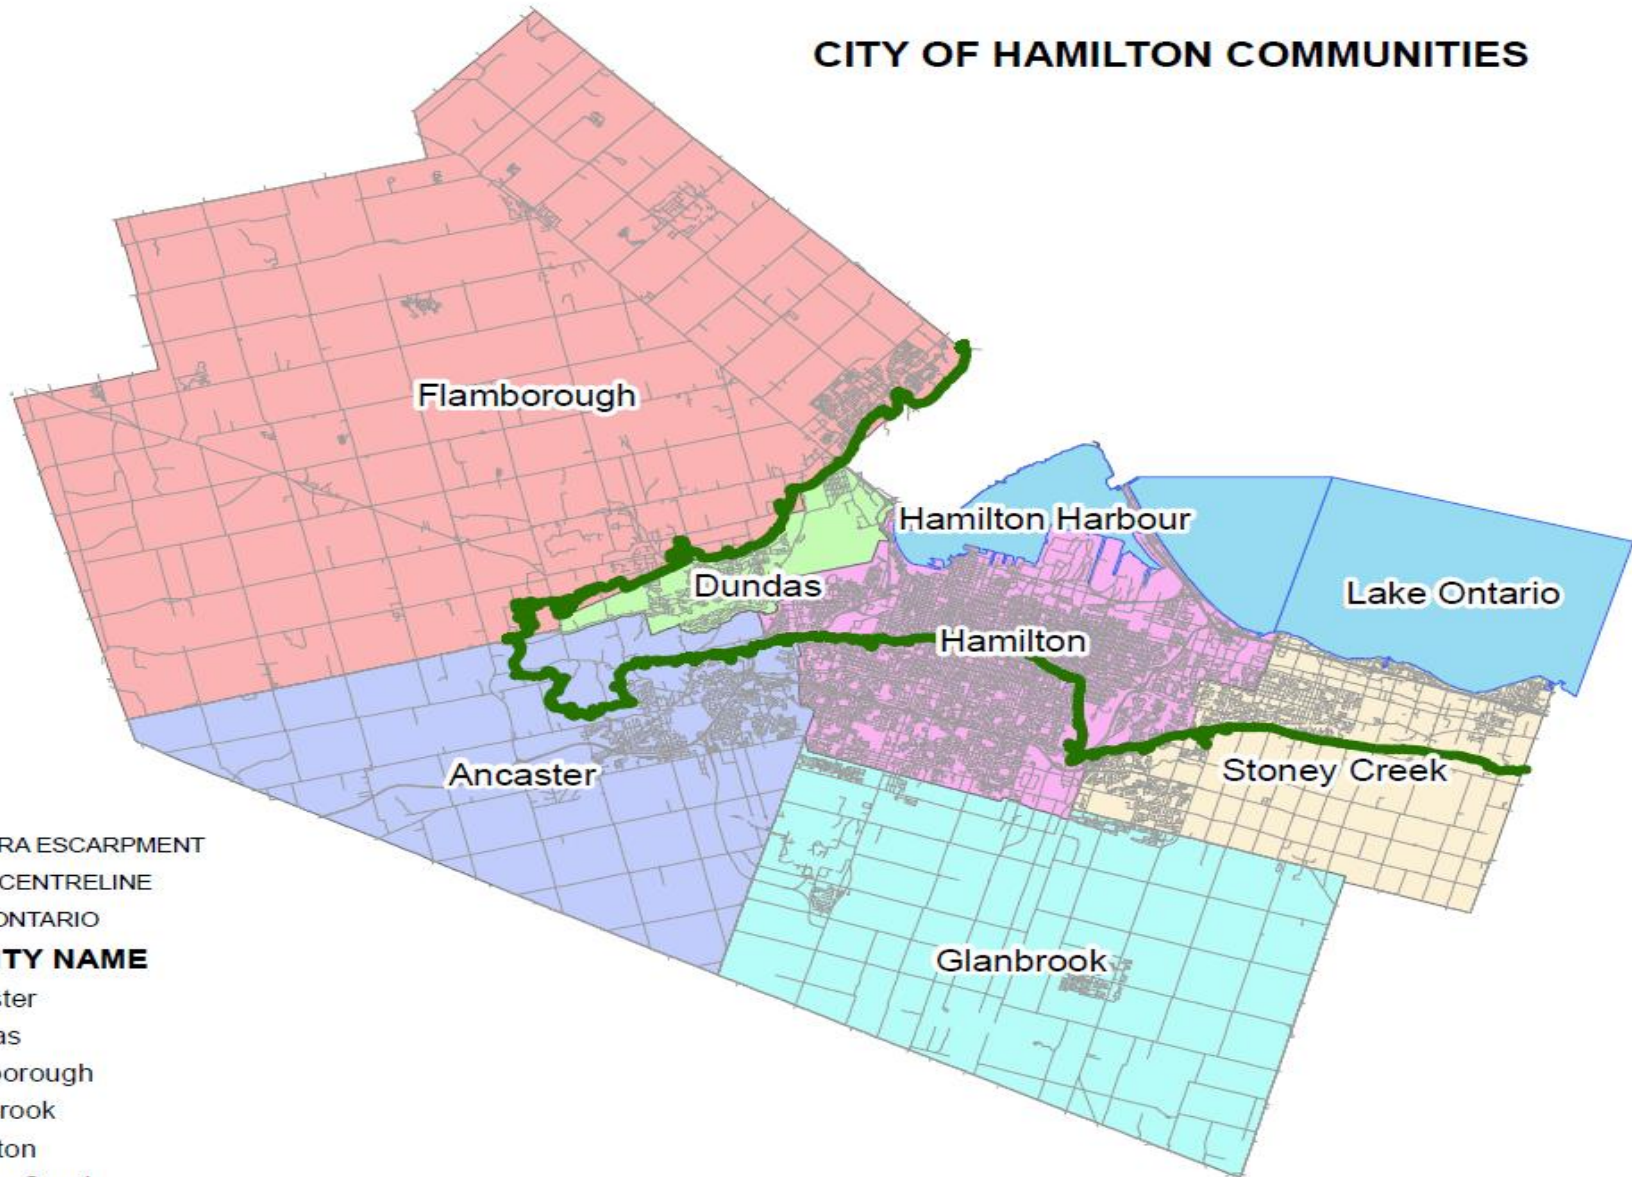 CITY OF HAMILTON COMMUNITIES
Flamborough
Hamilton Harbour
Dundas
Lake Ontario
Hamilton
Ancaster
Stoney Creek
Glanbrook
RA ESCARPMENT
CENTRELINE
ONTARIO
TY NAME
ster
as
orough
rook
ton